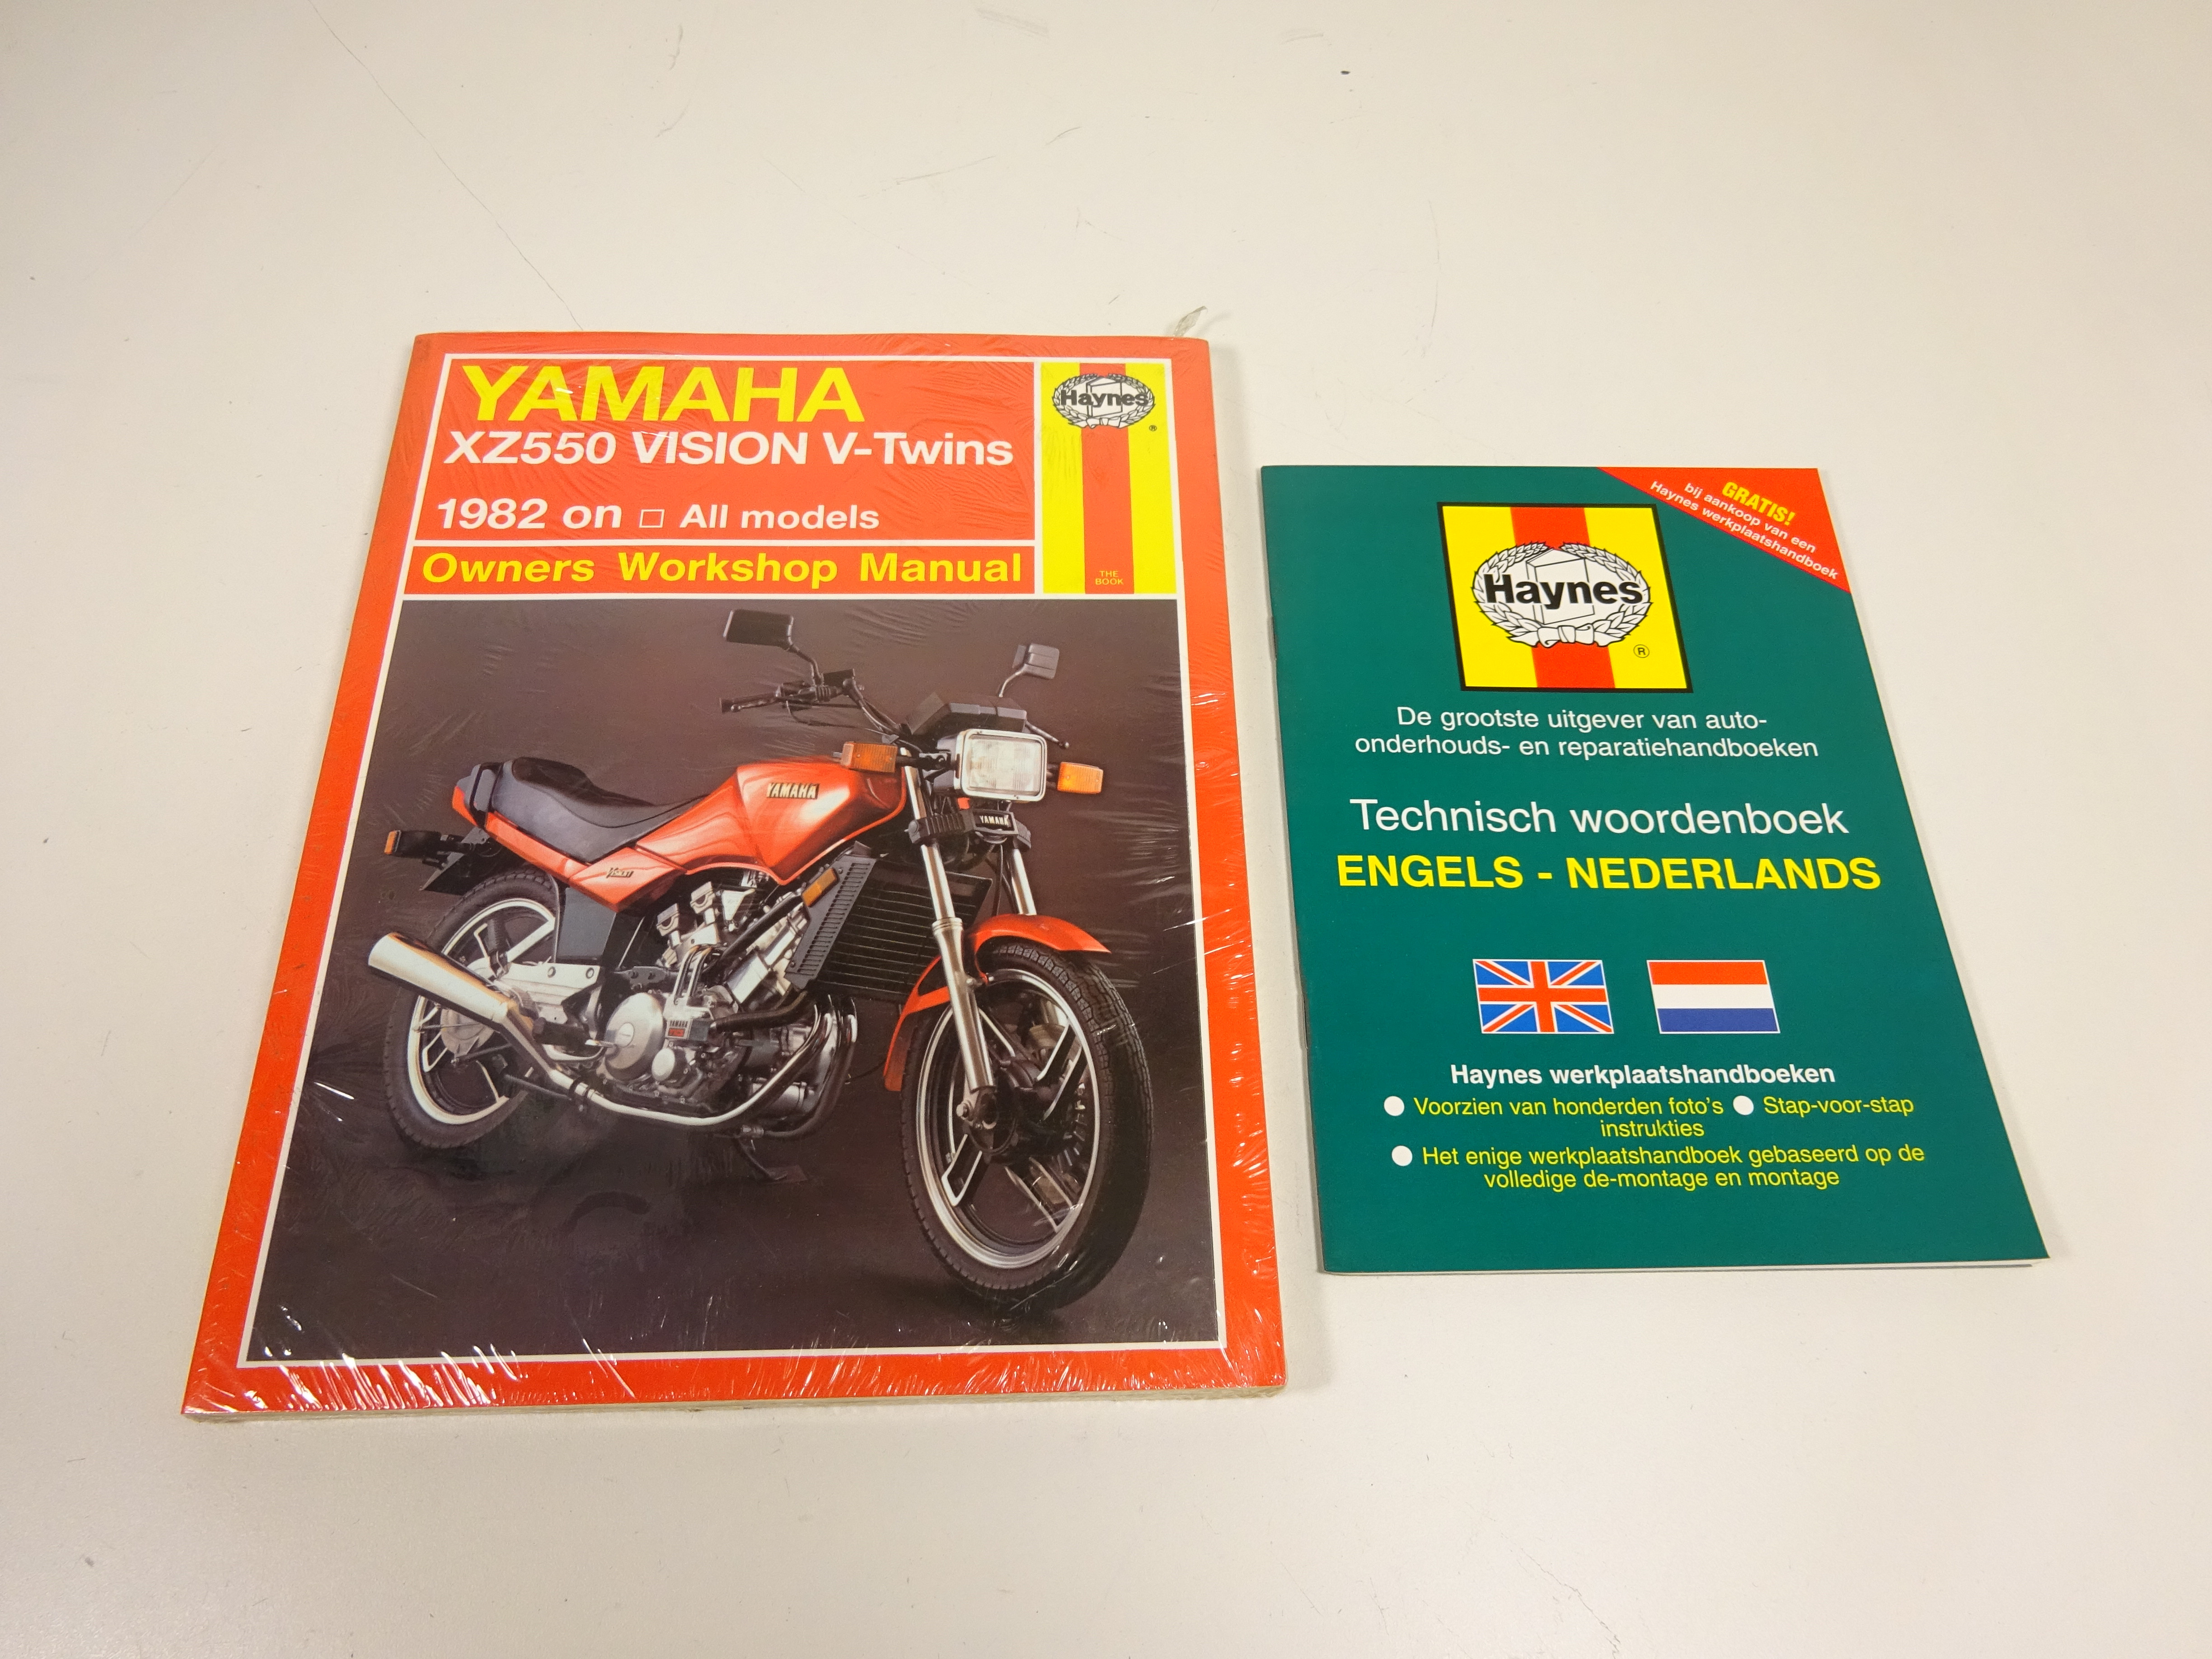 YAMAHA
XZ550 VISION V-Twins
1982 on □ All models
Owners Workshop Manual
Haynes
®
THE
BOOK
YAMAHA
YAMAHA
YAMAHA
GRATIS!
bij aankoop van een
Haynes werkplaatshandboek
Haynes
®
De grootste uitgever van auto-
onderhouds- en reparatiehandboeken
Technisch woordenboek
ENGELS - NEDERLANDS
Haynes werkplaatshandboeken
● Voorzien van honderden foto's ● Stap-voor-stap
instrukties
● Het enige werkplaatshandboek gebaseerd op de
volledige de-montage en montage